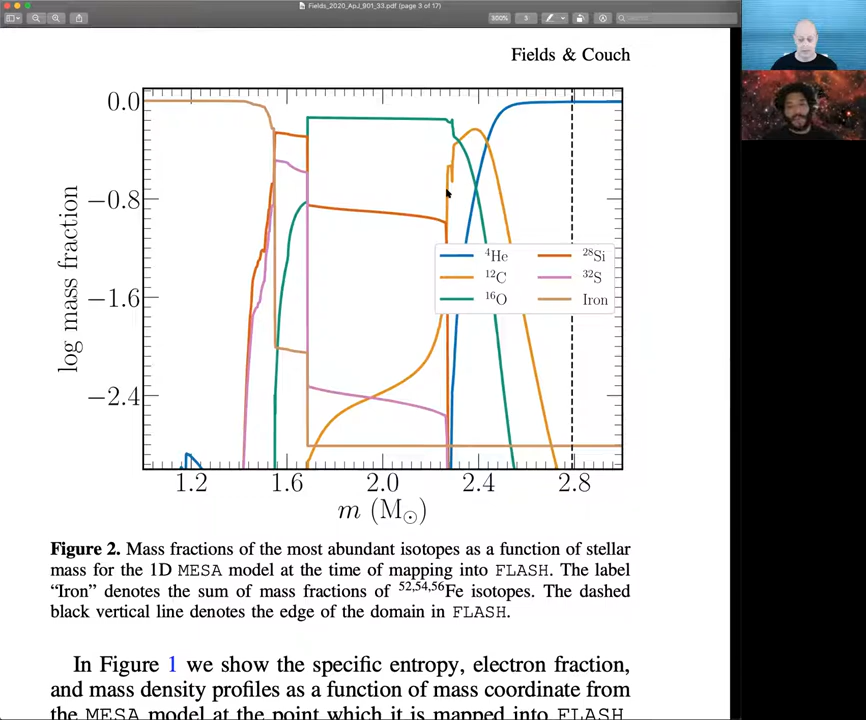 Fields_2020_ApJ_901_33.pdf (page 3 of 17)
300%
3
Search
Fields & Couch
0.0
−0.8
−1.6
−2.4
log mass fraction
4He
28Si
12C
32S
16O
Iron
1.2
1.6
2.0
2.4
2.8
m (M⊙)
Figure 2. Mass fractions of the most abundant isotopes as a function of stellar
mass for the 1D MESA model at the time of mapping into FLASH. The label
“Iron” denotes the sum of mass fractions of 52,54,56Fe isotopes. The dashed
black vertical line denotes the edge of the domain in FLASH.
In Figure 1 we show the specific entropy, electron fraction,
and mass density profiles as a function of mass coordinate from
the MESA model at the point which it is mapped into FLASH.